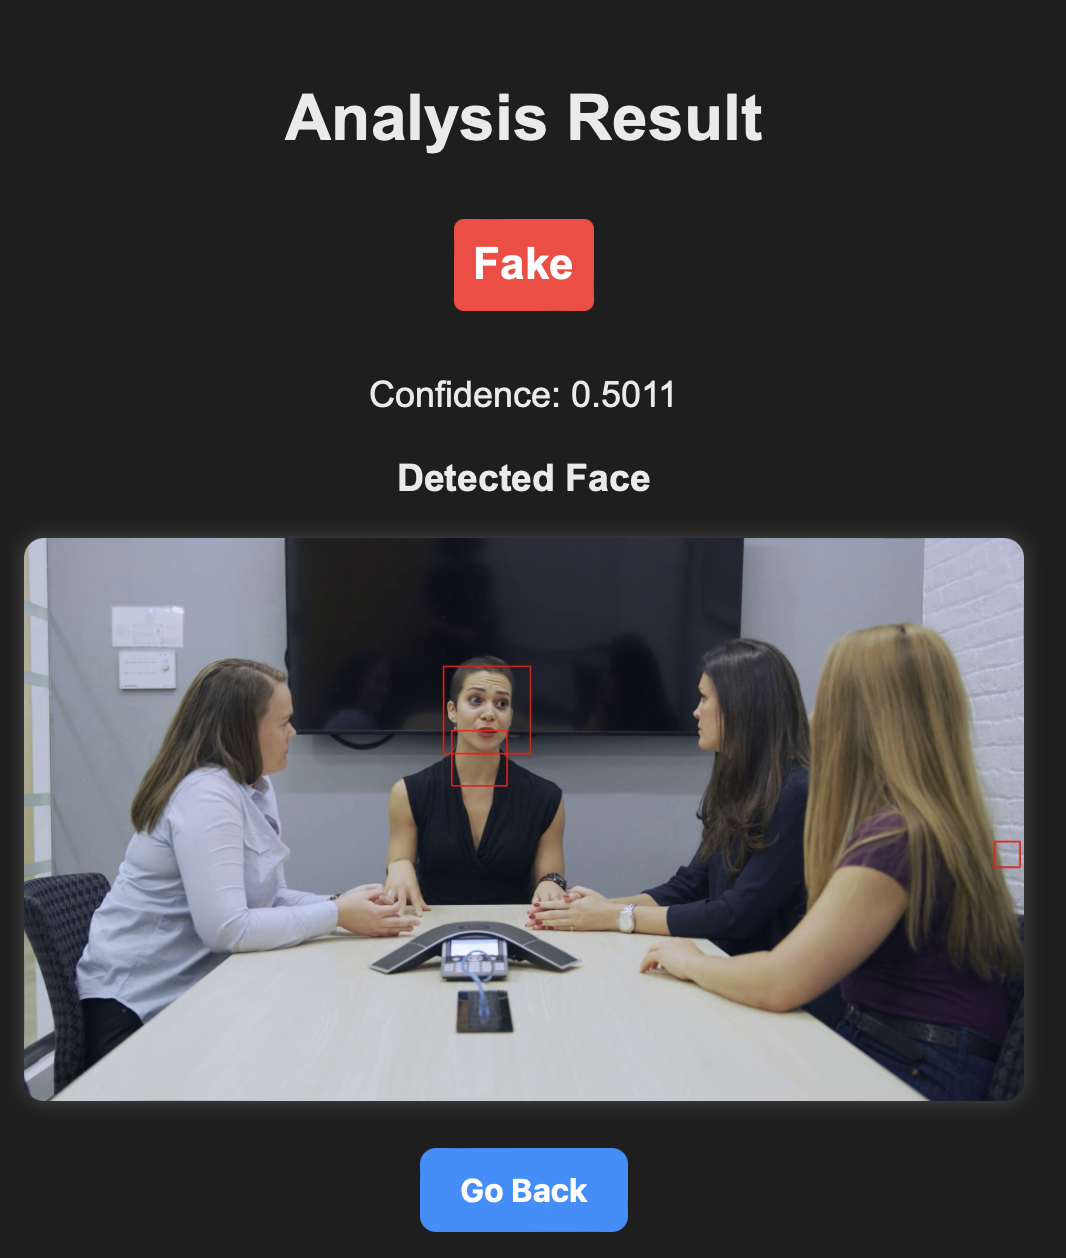 Analysis Result
Fake
Confidence: 0.5011
Detected Face
Go Back